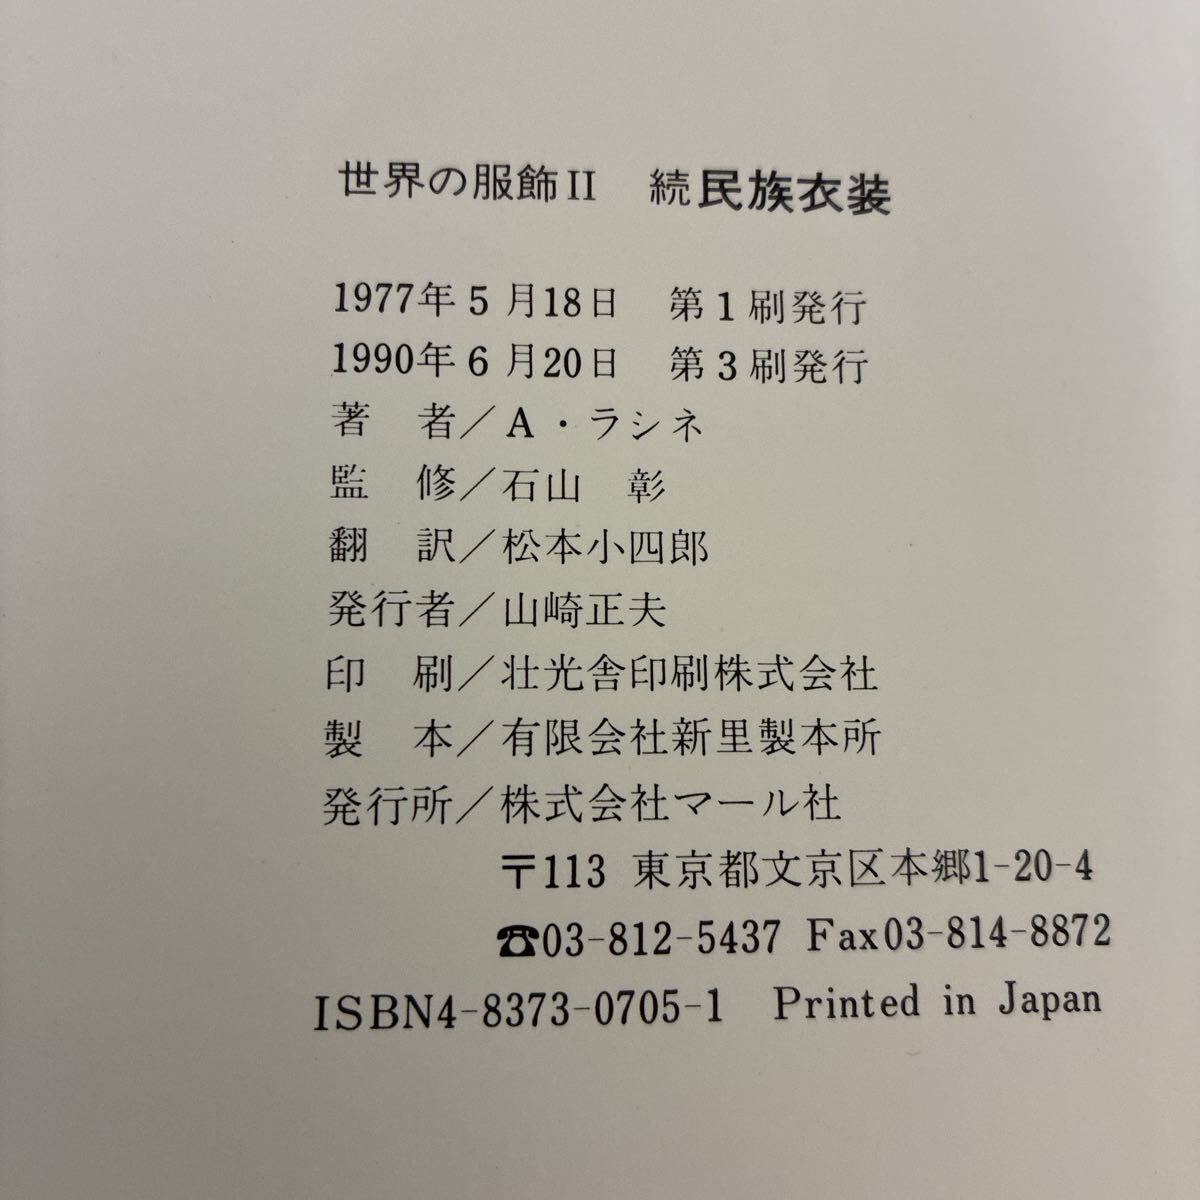 世界の服飾II　続民族衣装
1977年5月18日　第1刷発行
1990年6月20日　第3刷発行
著　者／A・ラシネ
監　修／石山　彰
翻　訳／松本小四郎
発行者／山崎正夫
印　刷／壮光舎印刷株式会社
製　本／有限会社新里製本所
発行所／株式会社マール社
〒113 東京都文京区本郷1-20-4
☎03-812-5437 Fax03-814-8872
ISBN4-8373-0705-1　Printed in Japan